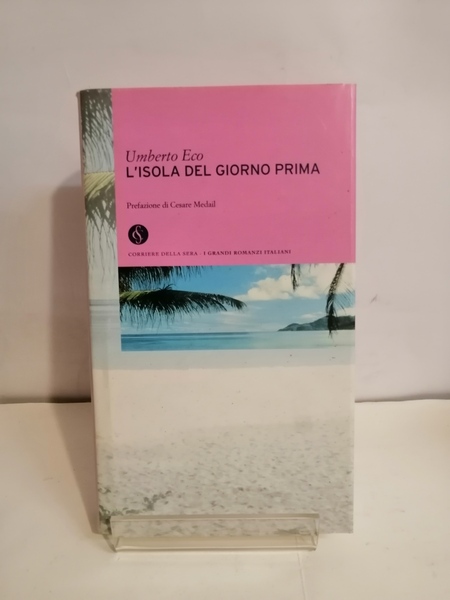 Umberto Eco
L'ISOLA DEL GIORNO PRIMA
Prefazione di Cesare Medail
CORRIERE DELLA SERA - I GRANDI ROMANZI ITALIANI